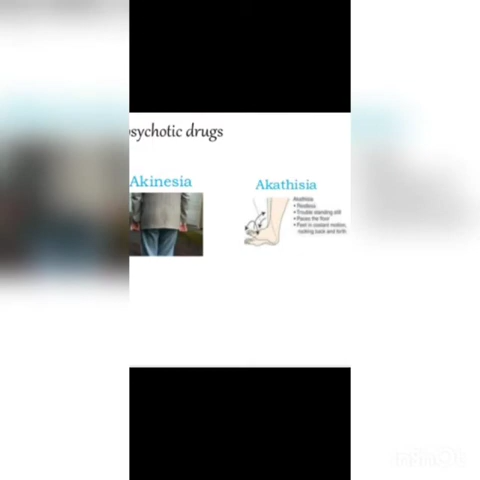 psychotic drugs
Akinesia
Akathisia
Akathisia
• Restless
• Trouble standing still
• Paces the floor
• Feet in constant motion,
rocking back and forth